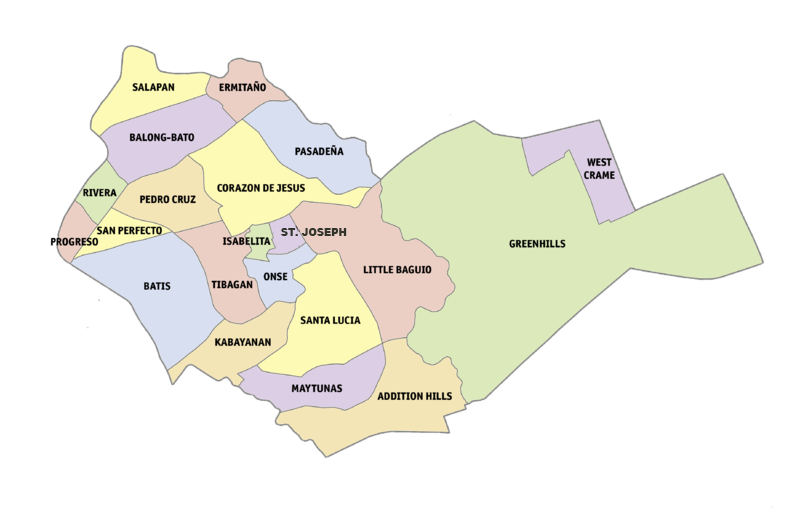 SALAPAN
ERMITAÑO
BALONG-BATO
PASADEÑA
WEST
CRAME
RIVERA
PEDRO CRUZ
CORAZON DE JESUS
SAN PERFECTO
PROGRESO
ISABELITA
ST. JOSEPH
GREENHILLS
LITTLE BAGUIO
BATIS
TIBAGAN
ONSE
SANTA LUCIA
KABAYANAN
MAYTUNAS
ADDITION HILLS